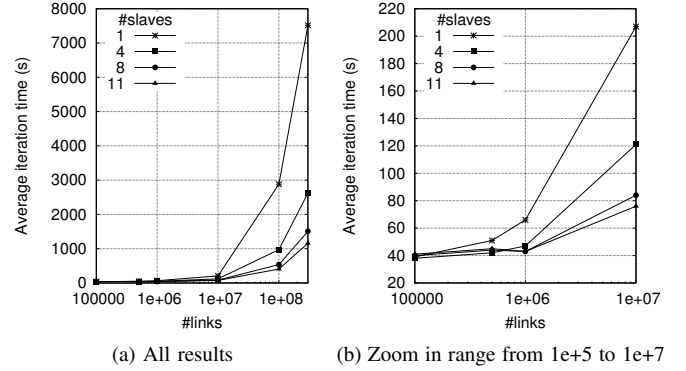 #slaves
1
4
8
11
Average iteration time (s)
8000
7000
6000
5000
4000
3000
2000
1000
0
100000 1e+06 1e+07 1e+08
#links
(a) All results
#slaves
1
4
8
11
Average iteration time (s)
220
200
180
160
140
120
100
80
60
40
20
100000 1e+06 1e+07
#links
(b) Zoom in range from 1e+5 to 1e+7